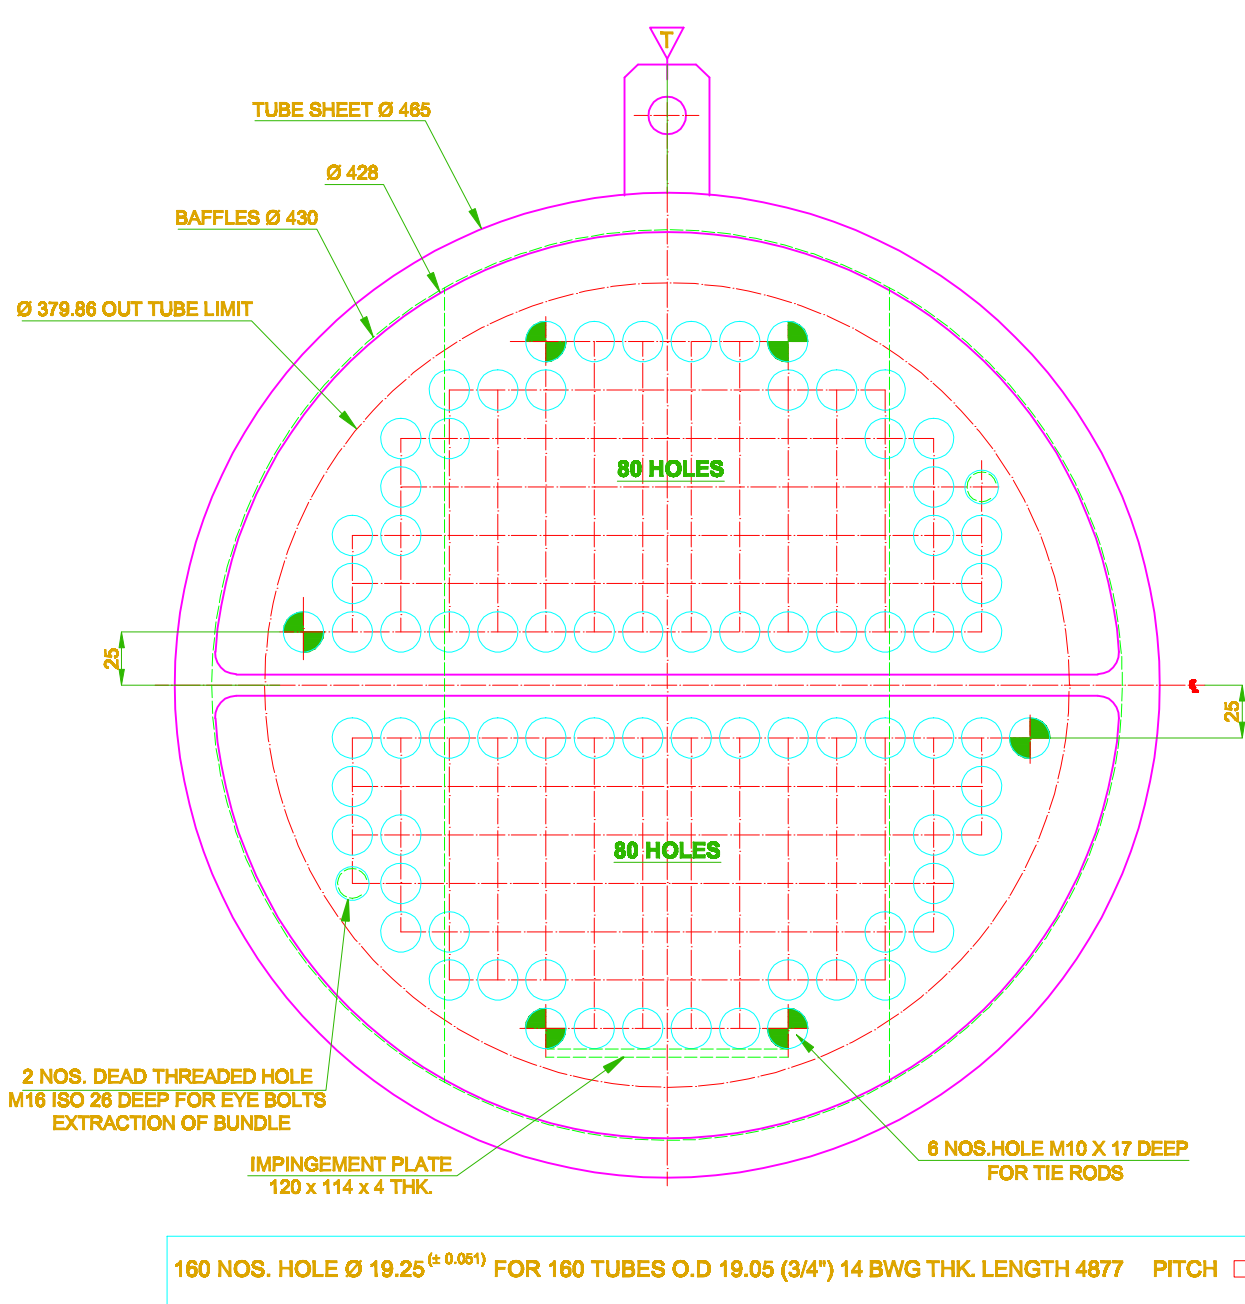 T
TUBE SHEET Ø 465
Ø 428
BAFFLES Ø 430
Ø 379.86 OUT TUBE LIMIT
80 HOLES
25
25
80 HOLES
2 NOS. DEAD THREADED HOLE
M16 ISO 26 DEEP FOR EYE BOLTS
EXTRACTION OF BUNDLE
IMPINGEMENT PLATE
120 x 114 x 4 THK.
6 NOS.HOLE M10 X 17 DEEP
FOR TIE RODS
160 NOS. HOLE Ø 19.25 (± 0.051) FOR 160 TUBES O.D 19.05 (3/4") 14 BWG THK. LENGTH 4877 PITCH